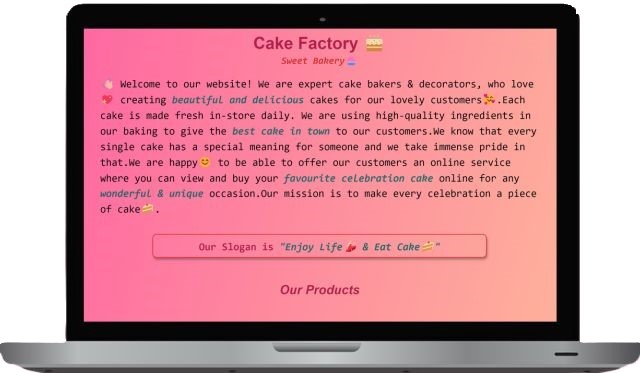 Cake Factory 🎂
Sweet Bakery🧁
👋🏻 Welcome to our website! We are expert cake bakers & decorators, who love
💖 creating beautiful and delicious cakes for our lovely customers🥰.Each
cake is made fresh in-store daily. We are using high-quality ingredients in
our baking to give the best cake in town to our customers.We know that every
single cake has a special meaning for someone and we take immense pride in
that.We are happy😊 to be able to offer our customers an online service
where you can view and buy your favourite celebration cake online for any
wonderful & unique occasion.Our mission is to make every celebration a piece
of cake🍰.
Our Slogan is "Enjoy Life💃 & Eat Cake🍰"
Our Products